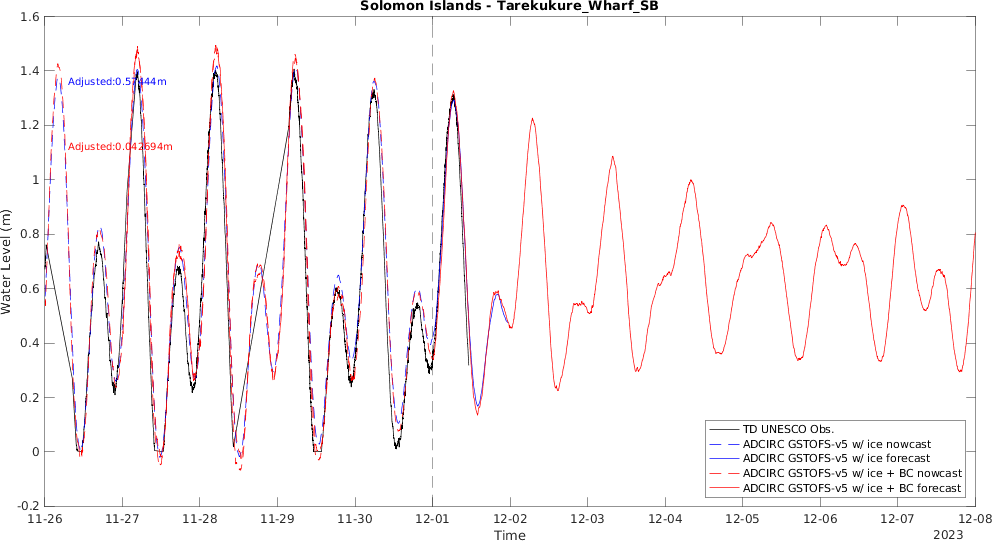 Solomon Islands - Tarekukure_Wharf_SB
1.6
1.4
1.2
1
0.8
0.6
0.4
0.2
0
-0.2
Water Level (m)
Adjusted:0.57444m
Adjusted:0.042694m
TD UNESCO Obs.
ADCIRC GSTOFS-v5 w/ ice nowcast
ADCIRC GSTOFS-v5 w/ ice forecast
ADCIRC GSTOFS-v5 w/ ice + BC nowcast
ADCIRC GSTOFS-v5 w/ ice + BC forecast
11-26 11-27 11-28 11-29 11-30 12-01 12-02 12-03 12-04 12-05 12-06 12-07 12-08
Time
2023